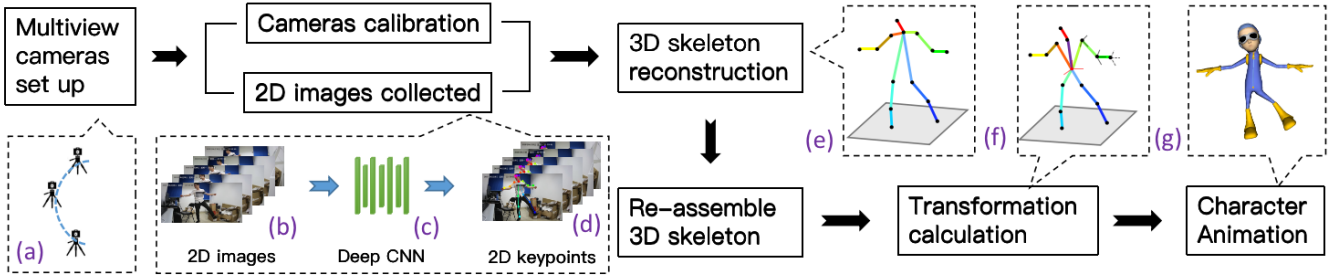 Multiview
cameras
set up
Cameras calibration
2D images collected
3D skeleton
reconstruction
(a)
(b)
2D images
(c)
Deep CNN
(d)
2D keypoints
(e)
(f)
(g)
Re-assemble
3D skeleton
Transformation
calculation
Character
Animation